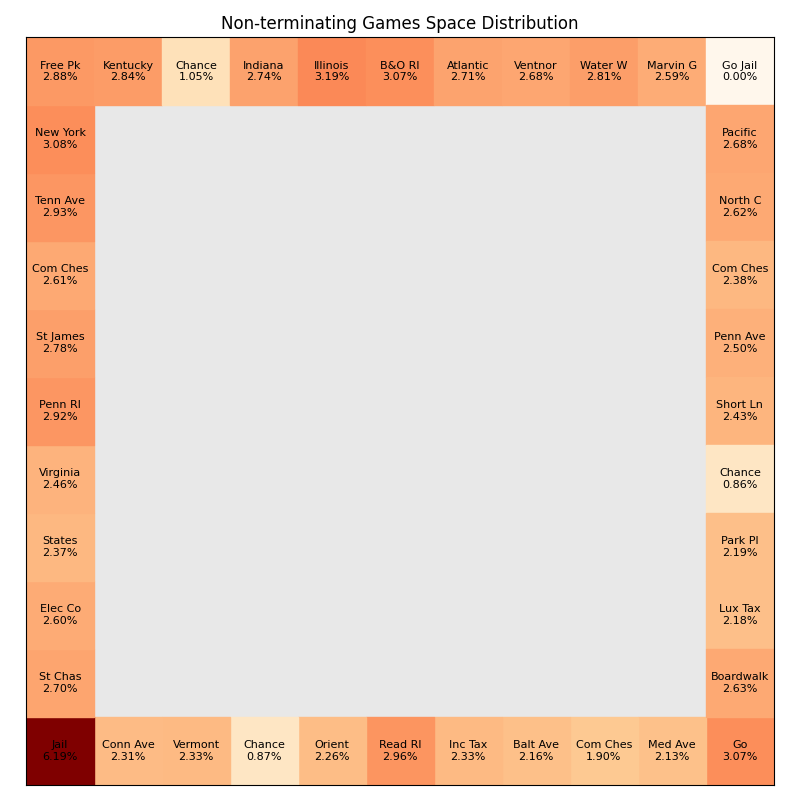 Non-terminating Games Space Distribution
Free Pk
2.88%
Kentucky
2.84%
Chance
1.05%
Indiana
2.74%
Illinois
3.19%
B&O Rl
3.07%
Atlantic
2.71%
Ventnor
2.68%
Water W
2.81%
Marvin G
2.59%
Go Jail
0.00%
New York
3.08%
Pacific
2.68%
Tenn Ave
2.93%
North C
2.62%
Com Ches
2.61%
Com Ches
2.38%
St James
2.78%
Penn Ave
2.50%
Penn Rl
2.92%
Short Ln
2.43%
Virginia
2.46%
Chance
0.86%
States
2.37%
Park Pl
2.19%
Elec Co
2.60%
Lux Tax
2.18%
St Chas
2.70%
Boardwalk
2.63%
Jail
6.19%
Conn Ave
2.31%
Vermont
2.33%
Chance
0.87%
Orient
2.26%
Read Rl
2.96%
Inc Tax
2.33%
Balt Ave
2.16%
Com Ches
1.90%
Med Ave
2.13%
Go
3.07%